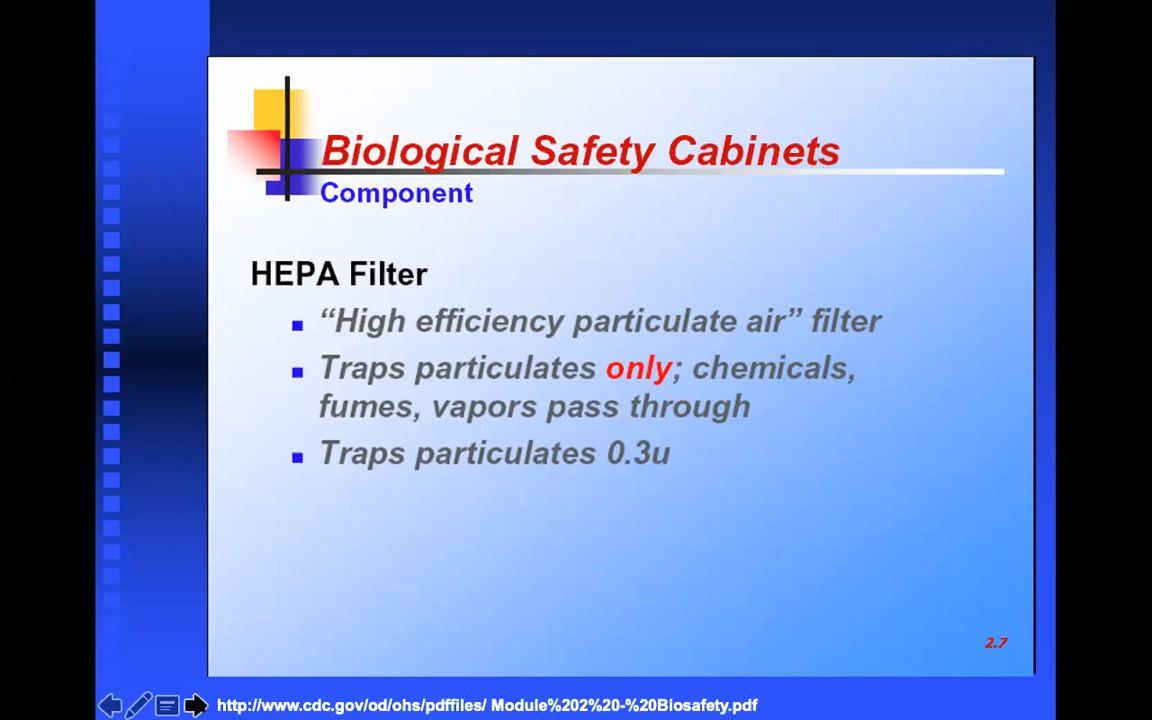 Biological Safety Cabinets
Component
HEPA Filter
“High efficiency particulate air” filter
Traps particulates only; chemicals,
fumes, vapors pass through
Traps particulates 0.3u
2.7
http://www.cdc.gov/od/ohs/pdffiles/ Module%202%20-%20Biosafety.pdf